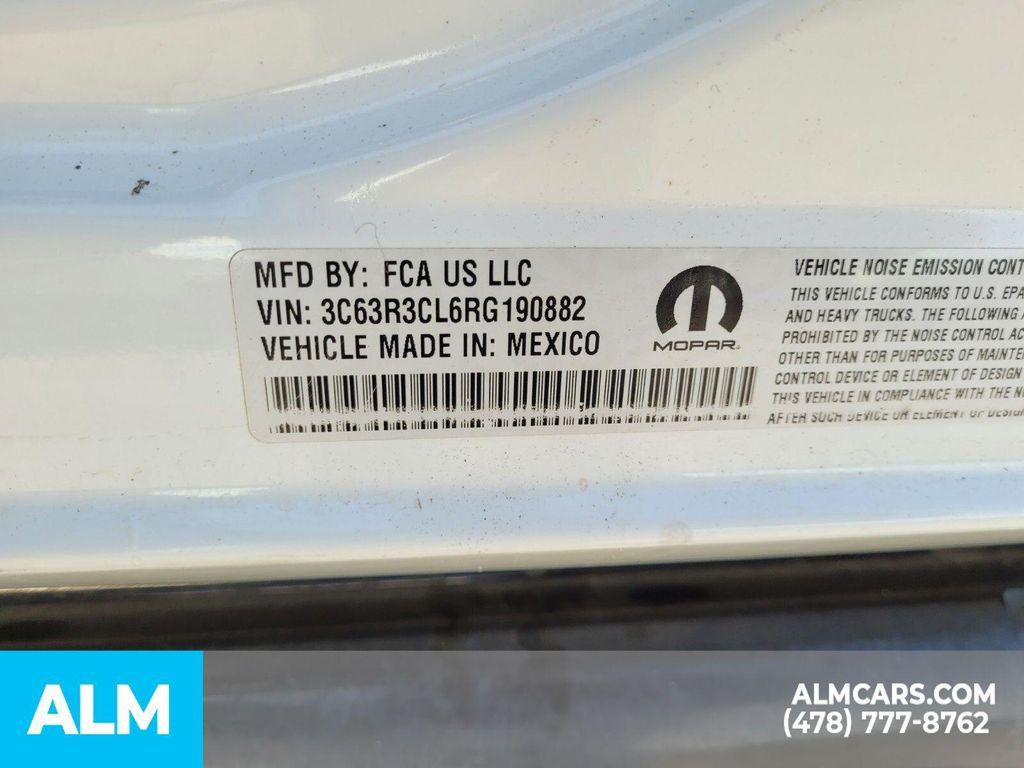 MFD BY: FCA US LLC
VIN: 3C63R3CL6RG190882
VEHICLE MADE IN: MEXICO
MOPAR
VEHICLE NOISE EMISSION CONT
THIS VEHICLE CONFORMS TO U.S. EPA
AND HEAVY TRUCKS. THE FOLLOWING A
PROHIBITED BY THE NOISE CONTROL AC
OTHER THAN FOR PURPOSES OF MAINTE
CONTROL DEVICE OR ELEMENT OF DESIGN
THIS VEHICLE IN COMPLIANCE WITH THE N
AFTER SUCH DEVICE OR ELEMENT OF DESIG
ALM
ALMCARS.COM
(478) 777-8762